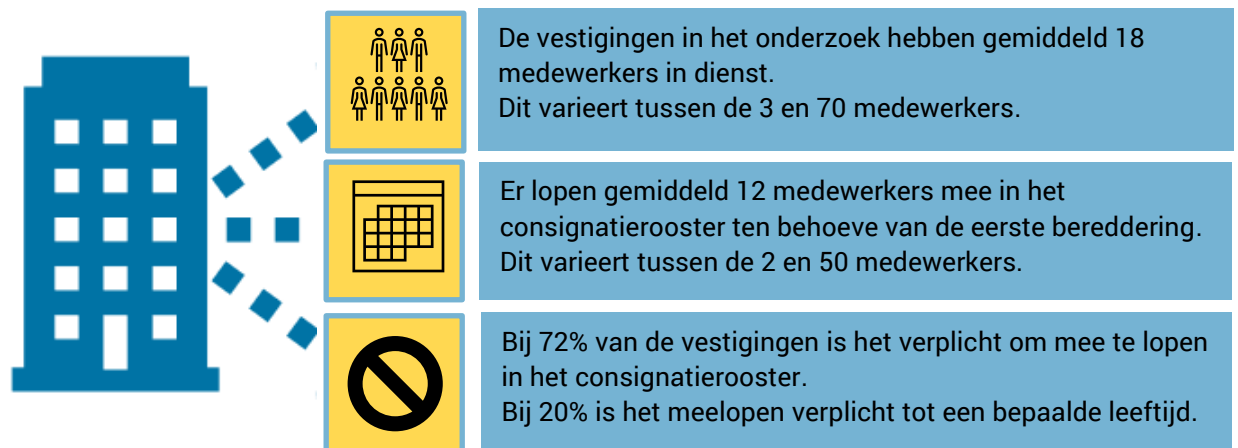 De vestigingen in het onderzoek hebben gemiddeld 18
medewerkers in dienst.
Dit varieert tussen de 3 en 70 medewerkers.
Er lopen gemiddeld 12 medewerkers mee in het
consignatierooster ten behoeve van de eerste bereddering.
Dit varieert tussen de 2 en 50 medewerkers.
Bij 72% van de vestigingen is het verplicht om mee te lopen
in het consignatierooster.
Bij 20% is het meelopen verplicht tot een bepaalde leeftijd.